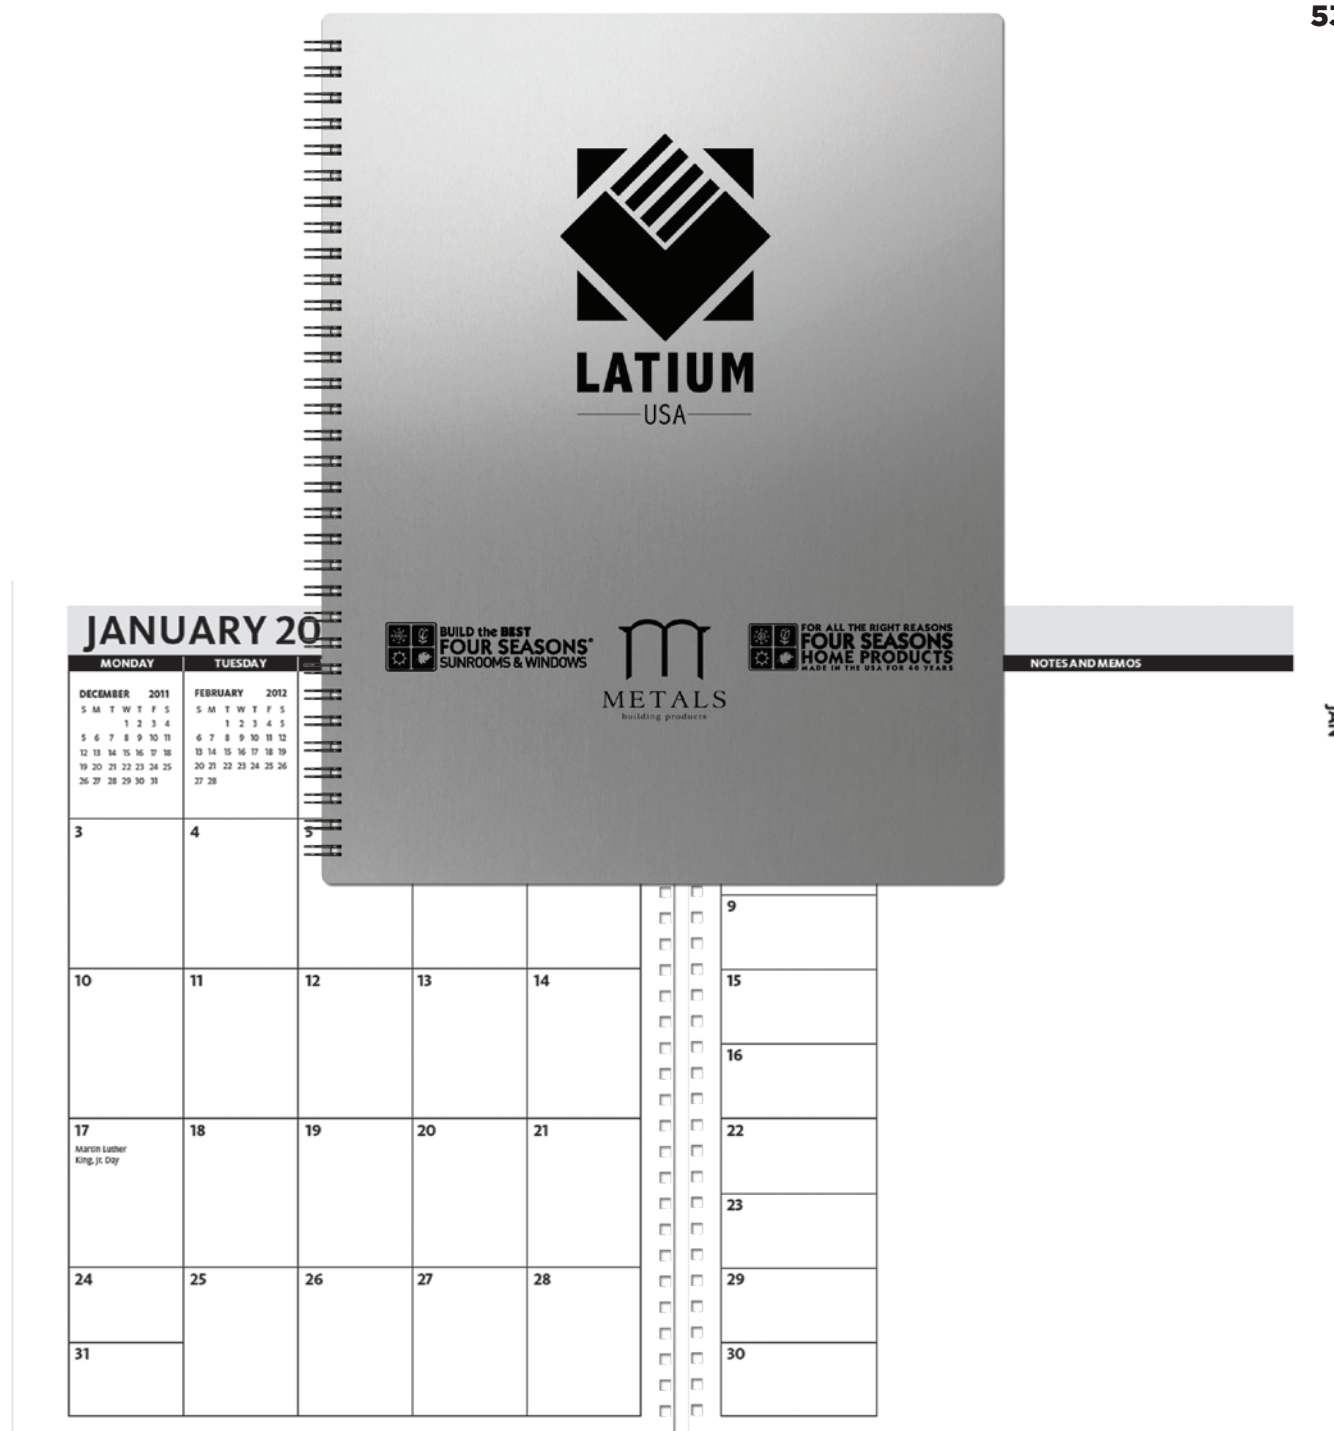 LATIUM
USA
BUILD the BEST
FOUR SEASONS®
SUNROOMS & WINDOWS
METALS
building products
FOR ALL THE RIGHT REASONS
FOUR SEASONS
HOME PRODUCTS
MADE IN THE USA FOR 40 YEARS
JANUARY 20
MONDAY TUESDAY
NOTES AND MEMOS
DECEMBER 2011
S M T W T F S
1 2 3 4
5 6 7 8 9 10 11
12 13 14 15 16 17 18
19 20 21 22 23 24 25
26 27 28 29 30 31
FEBRUARY 2012
S M T W T F S
1 2 3 4 5
6 7 8 9 10 11 12
13 14 15 16 17 18 19
20 21 22 23 24 25 26
27 28
JAN
3 4 5
9
10 11 12 13 14
15
16
17 18 19 20 21
Martin Luther
King, Jr. Day
22
23
24 25 26 27 28
29
31
30